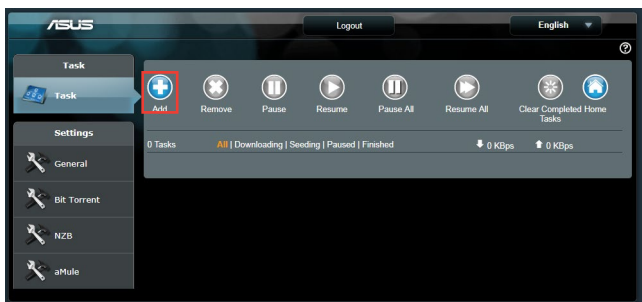 ASUS
Logout
English
Task
Task
Settings
General
Bit Torrent
NZB
aMule
Add
Remove
Pause
Resume
Pause All
Resume All
Clear Completed
Tasks
Home
0 Tasks
All | Downloading | Seeding | Paused | Finished
0 KBps
0 KBps